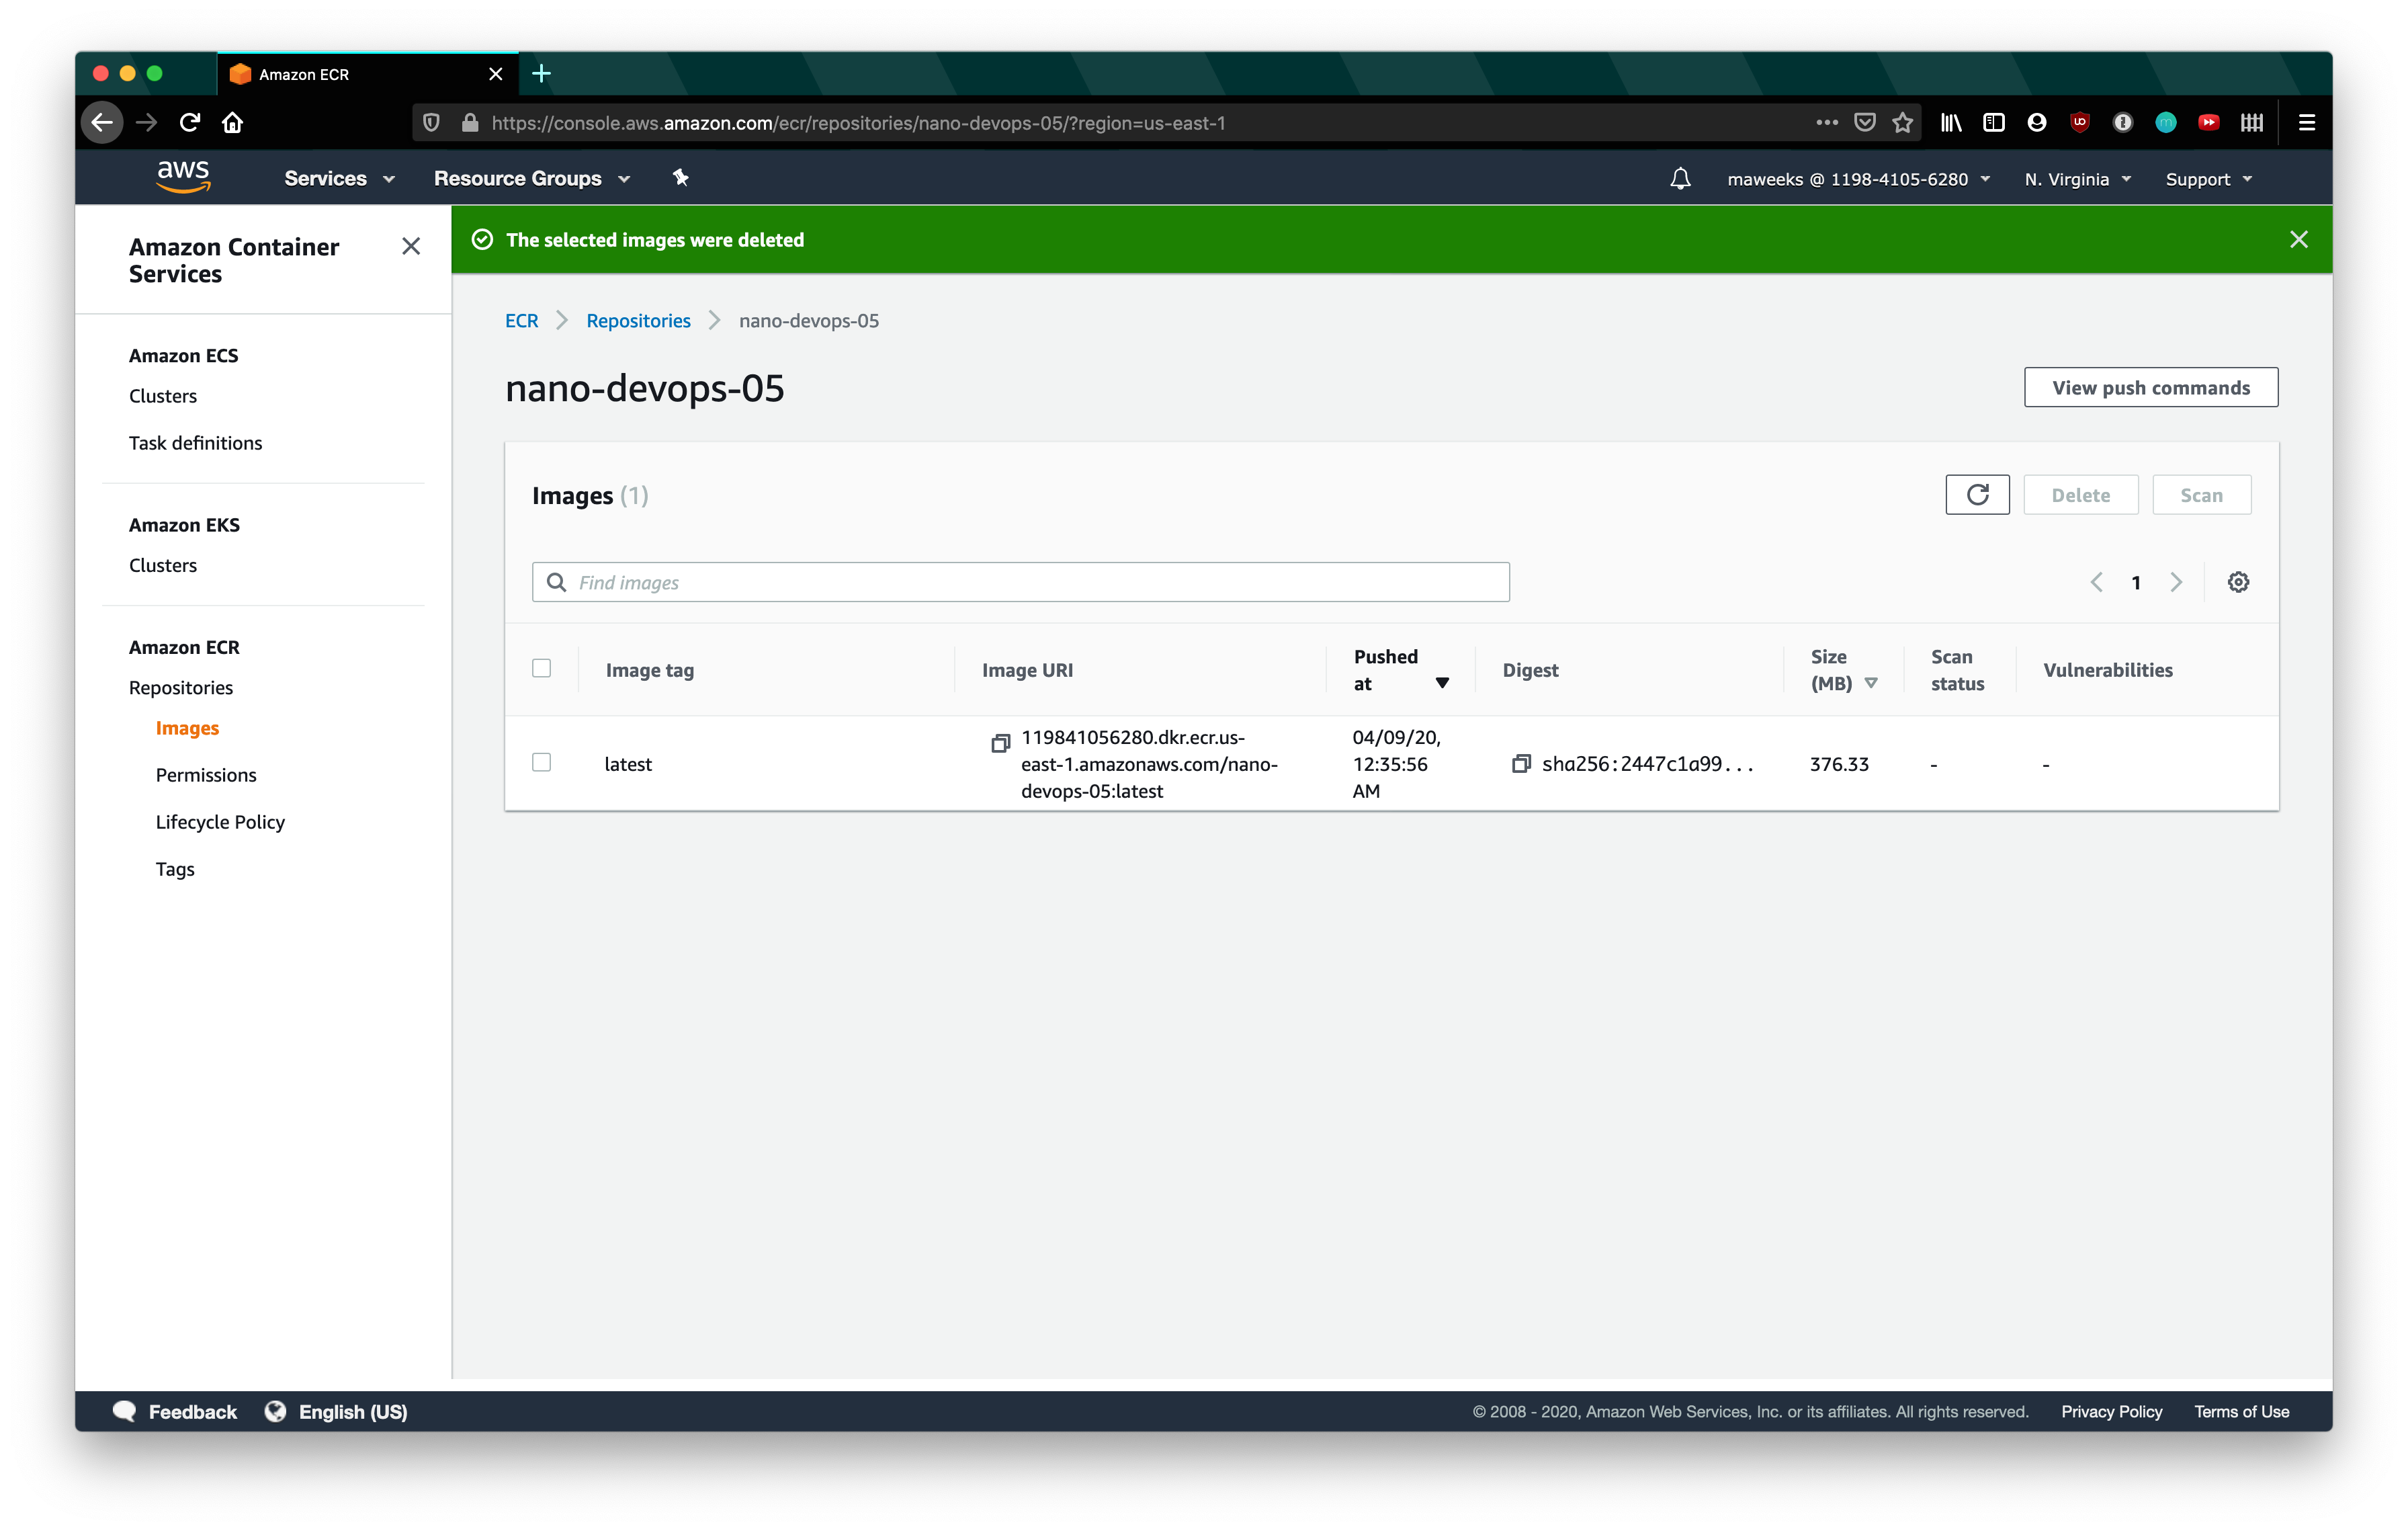 Amazon ECR
https://console.aws.amazon.com/ecr/repositories/nano-devops-05/?region=us-east-1
aws
Services
Resource Groups
maweeks @ 1198-4105-6280
N. Virginia
Support
Amazon Container
Services
Amazon ECS
Clusters
Task definitions
Amazon EKS
Clusters
Amazon ECR
Repositories
Images
Permissions
Lifecycle Policy
Tags
The selected images were deleted
ECR
Repositories
nano-devops-05
nano-devops-05
View push commands
Images (1)
Delete
Scan
Find images
1
Image tag
Image URI
Pushed
at
Digest
Size
(MB)
Scan
status
Vulnerabilities
latest
119841056280.dkr.ecr.us-
east-1.amazonaws.com/nano-
devops-05:latest
04/09/20,
12:35:56
AM
sha256:2447c1a99...
376.33
-
-
Feedback
English (US)
© 2008 - 2020, Amazon Web Services, Inc. or its affiliates. All rights reserved.
Privacy Policy
Terms of Use